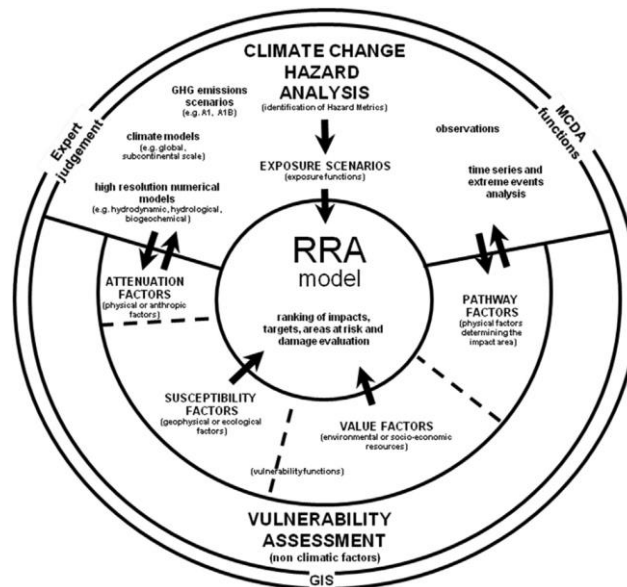 CLIMATE CHANGE
HAZARD
ANALYSIS
(identification of Hazard Metrics)
GHG emissions
scenarios
(e.g. A1, A1B)
climate models
(e.g. global,
subcontinental scale)
high resolution numerical
models
(e.g. hydrodynamic, hydrological,
biogeochemical)
observations
time series and
extreme events
analysis
Expert
judgement
MCDA
functions
EXPOSURE SCENARIOS
(exposure functions)
RRA
model
ranking of impacts,
targets, areas at risk and
damage evaluation
ATTENUATION
FACTORS
(physical or anthropic
factors)
PATHWAY
FACTORS
(physical factors
determining the
impact area)
SUSCEPTIBILITY
FACTORS
(geophysical or ecological
factors)
VALUE FACTORS
(environmental or socio-economic
resources)
(vulnerability functions)
VULNERABILITY
ASSESSMENT
(non climatic factors)
GIS